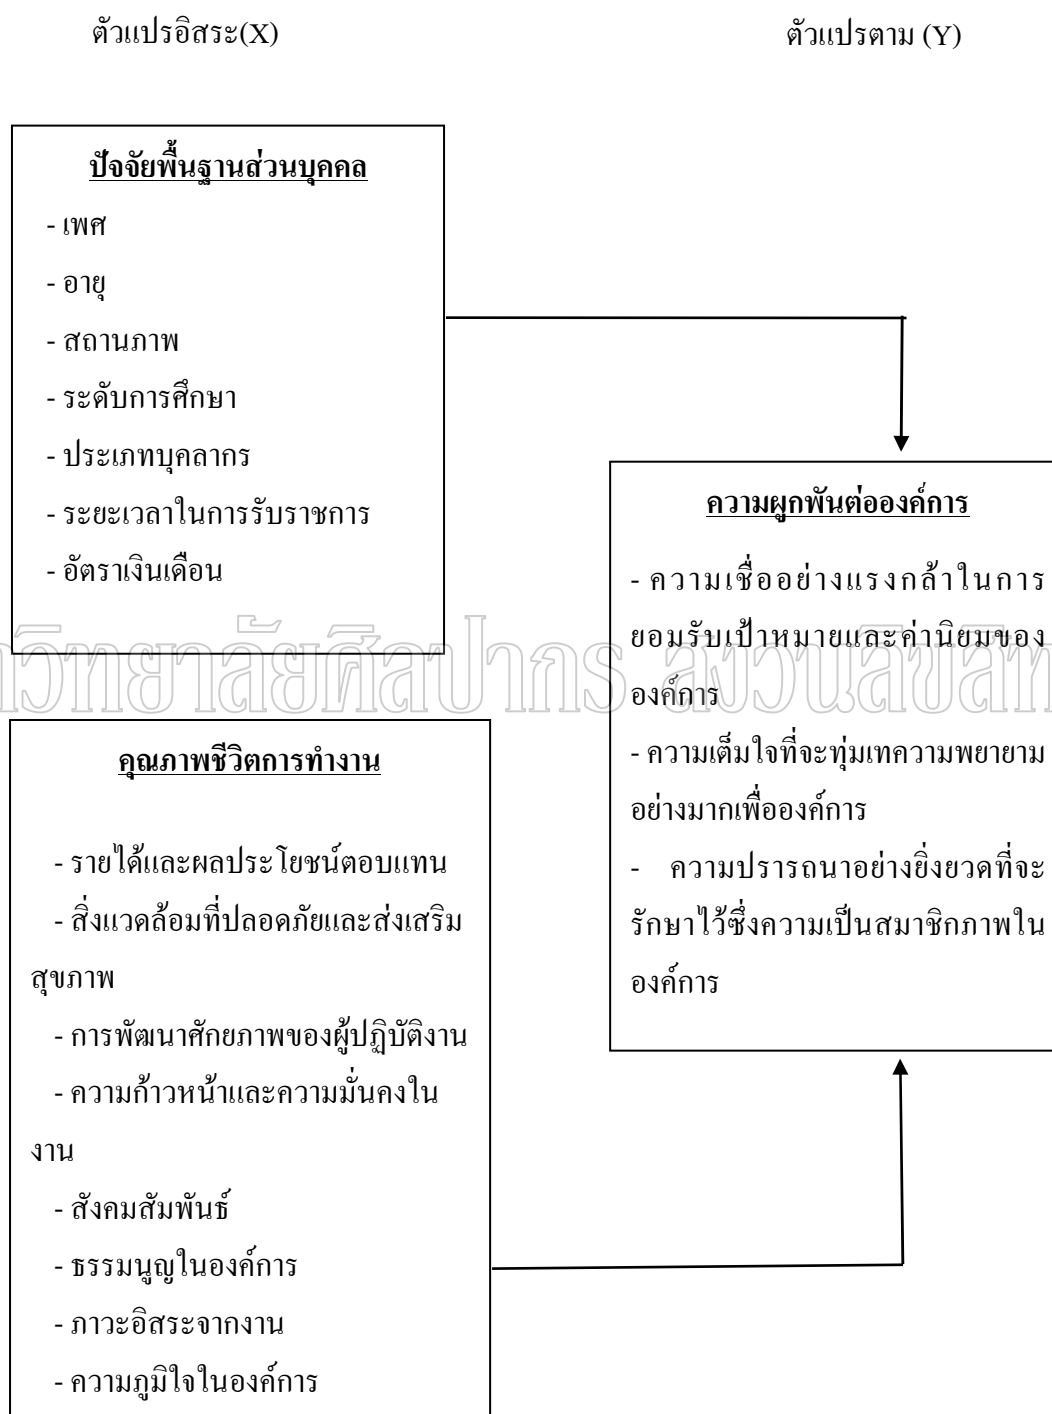 ตัวแปรอิสระ(X)
ตัวแปรตาม (Y)
ปัจจัยพื้นฐานส่วนบุคคล
- เพศ
- อายุ
- สถานภาพ
- ระดับการศึกษา
- ประเภทบุคลากร
- ระยะเวลาในการรับราชการ
- อัตราเงินเดือน
ความผูกพันต่อองค์การ
- ความเชื่ออย่างแรงกล้าในการ
ยอมรับเป้าหมายและค่านิยมของ
องค์การ
- ความเต็มใจที่จะทุ่มเทความพยายาม
อย่างมากเพื่อองค์การ
- ความปรารถนาอย่างยิ่งยวดที่จะ
รักษาไว้ซึ่งความเป็นสมาชิกภาพใน
องค์การ
าวิทยาลัยศิลปากร สงวนลิขสิท
คุณภาพชีวิตการทำงาน
- รายได้และผลประโยชน์ตอบแทน
- สิ่งแวดล้อมที่ปลอดภัยและส่งเสริม
สุขภาพ
- การพัฒนาศักยภาพของผู้ปฏิบัติงาน
- ความก้าวหน้าและความมั่นคงใน
งาน
- สังคมสัมพันธ์
- ธรรมนูญในองค์การ
- ภาวะอิสระจากงาน
- ความภูมิใจในองค์การ